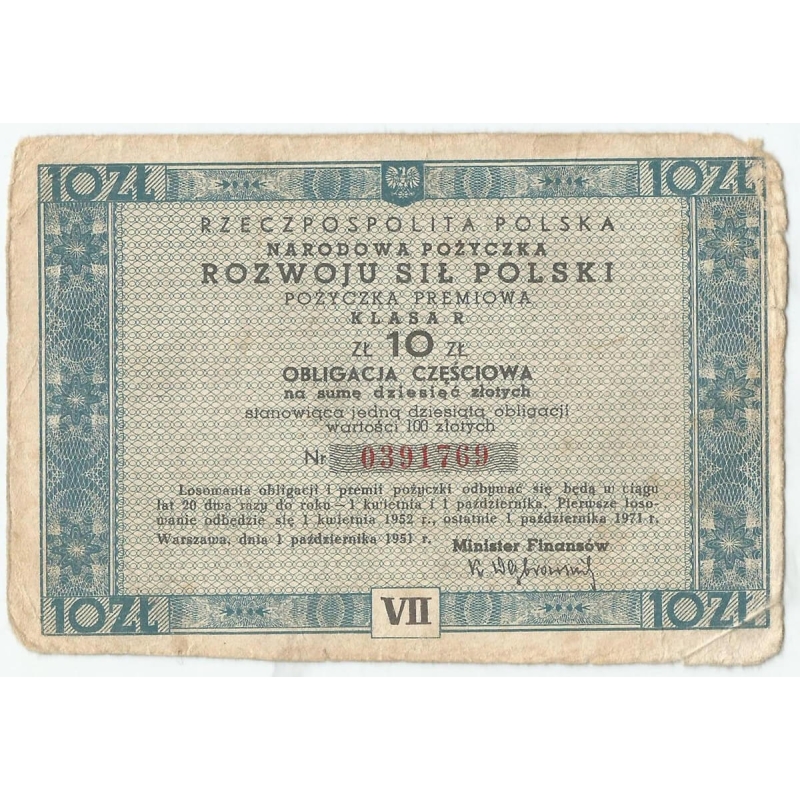 10 ZŁ 10 ZŁ
RZECZPOSPOLITA POLSKA
NARODOWA POŻYCZKA
ROZWOJU SIŁ POLSKI
POŻYCZKA PREMIOWA
KLASA R
ZŁ 10 ZŁ
OBLIGACJA CZĘŚCIOWA
na sumę dziesięć złotych
stanowiąca jedną dziesiątą obligacji
wartości 100 złotych
Nr 0391769
Losowania obligacji i premii pożyczki odbywać się będą w ciągu
lat 20 dwa razy do roku — 1 kwietnia i 1 października. Pierwsze loso-
wanie odbędzie się 1 kwietnia 1952 r., ostatnie 1 października 1971 r.
Warszawa, dnia 1 października 1951 r.
Minister Finansów
K Dąbrowski
10 ZŁ VII 10 ZŁ